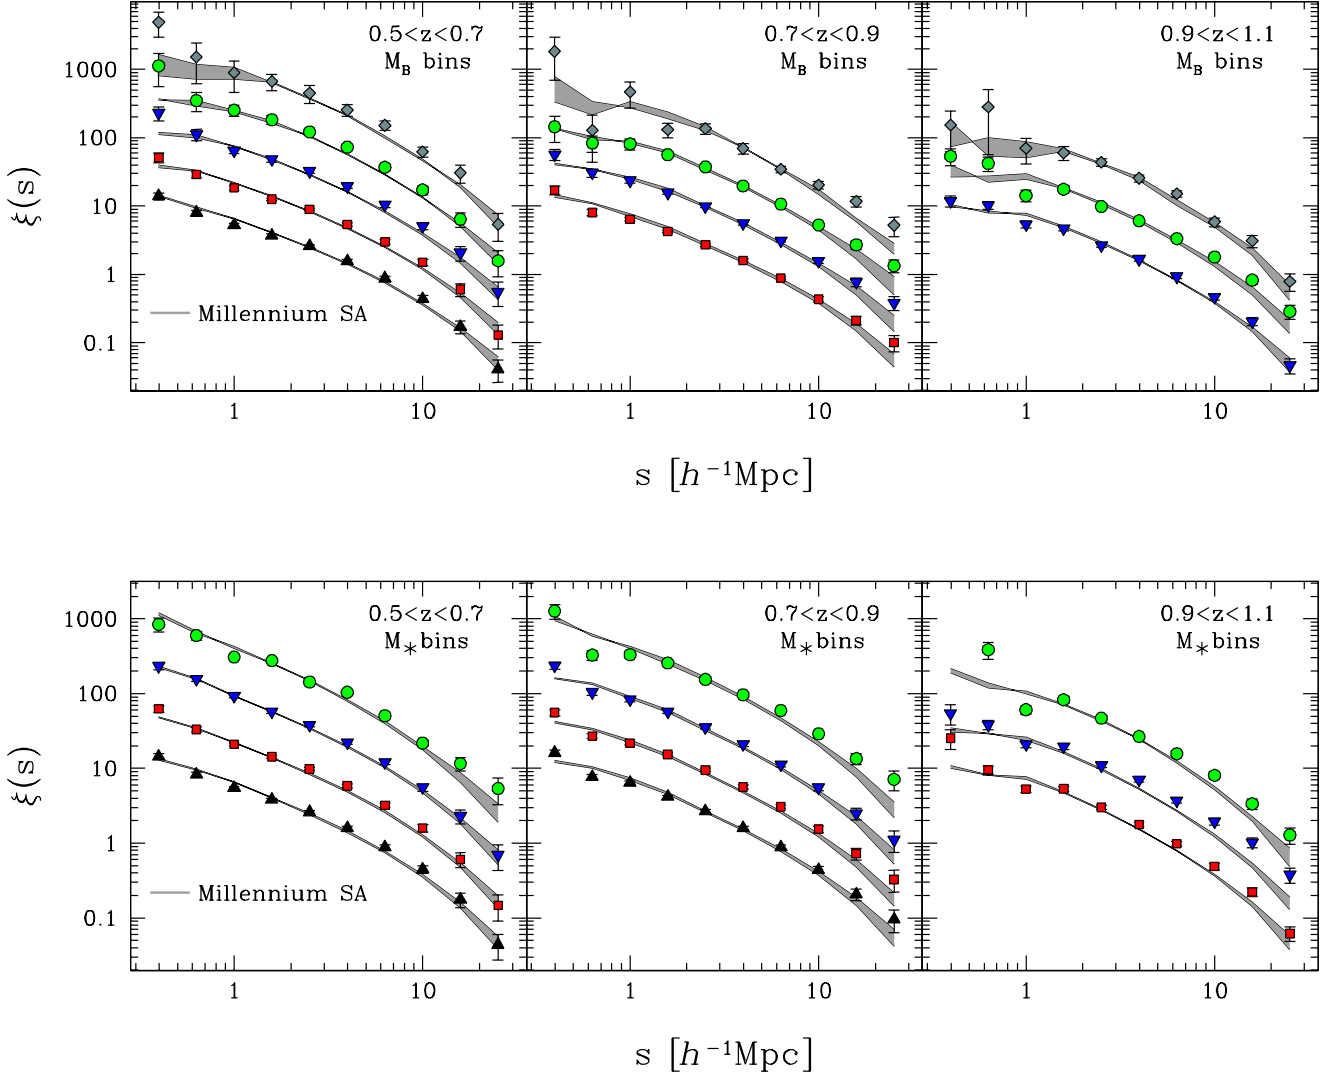 0.5<z<0.7
M_B bins
0.7<z<0.9
M_B bins
0.9<z<1.1
M_B bins
1000
100
10
1
0.1
ξ(s)
Millennium SA
1 10 1 10 1 10
s [h⁻¹Mpc]
0.5<z<0.7
M_* bins
0.7<z<0.9
M_* bins
0.9<z<1.1
M_* bins
1000
100
10
1
0.1
ξ(s)
Millennium SA
1 10 1 10 1 10
s [h⁻¹Mpc]